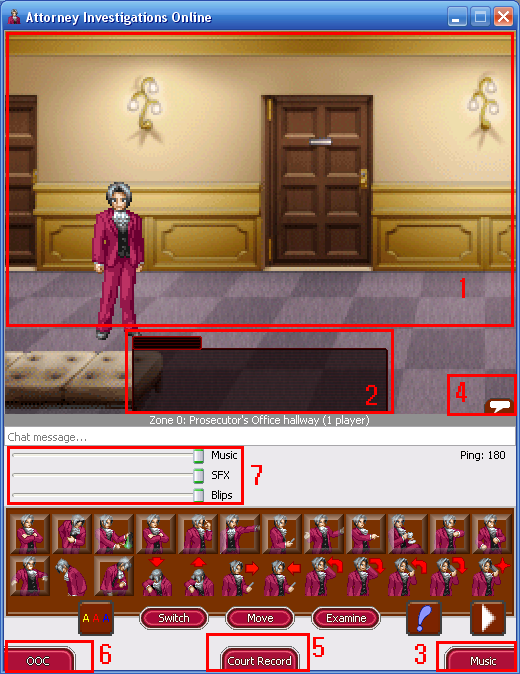 Attorney Investigations Online
1
2
4
Zone 0: Prosecutor's Office hallway (1 player)
Chat message...
Music
Ping: 180
SFX
7
Blips
A A A
Switch
Move
Examine
OOC
6
Court Record
5
3
Music